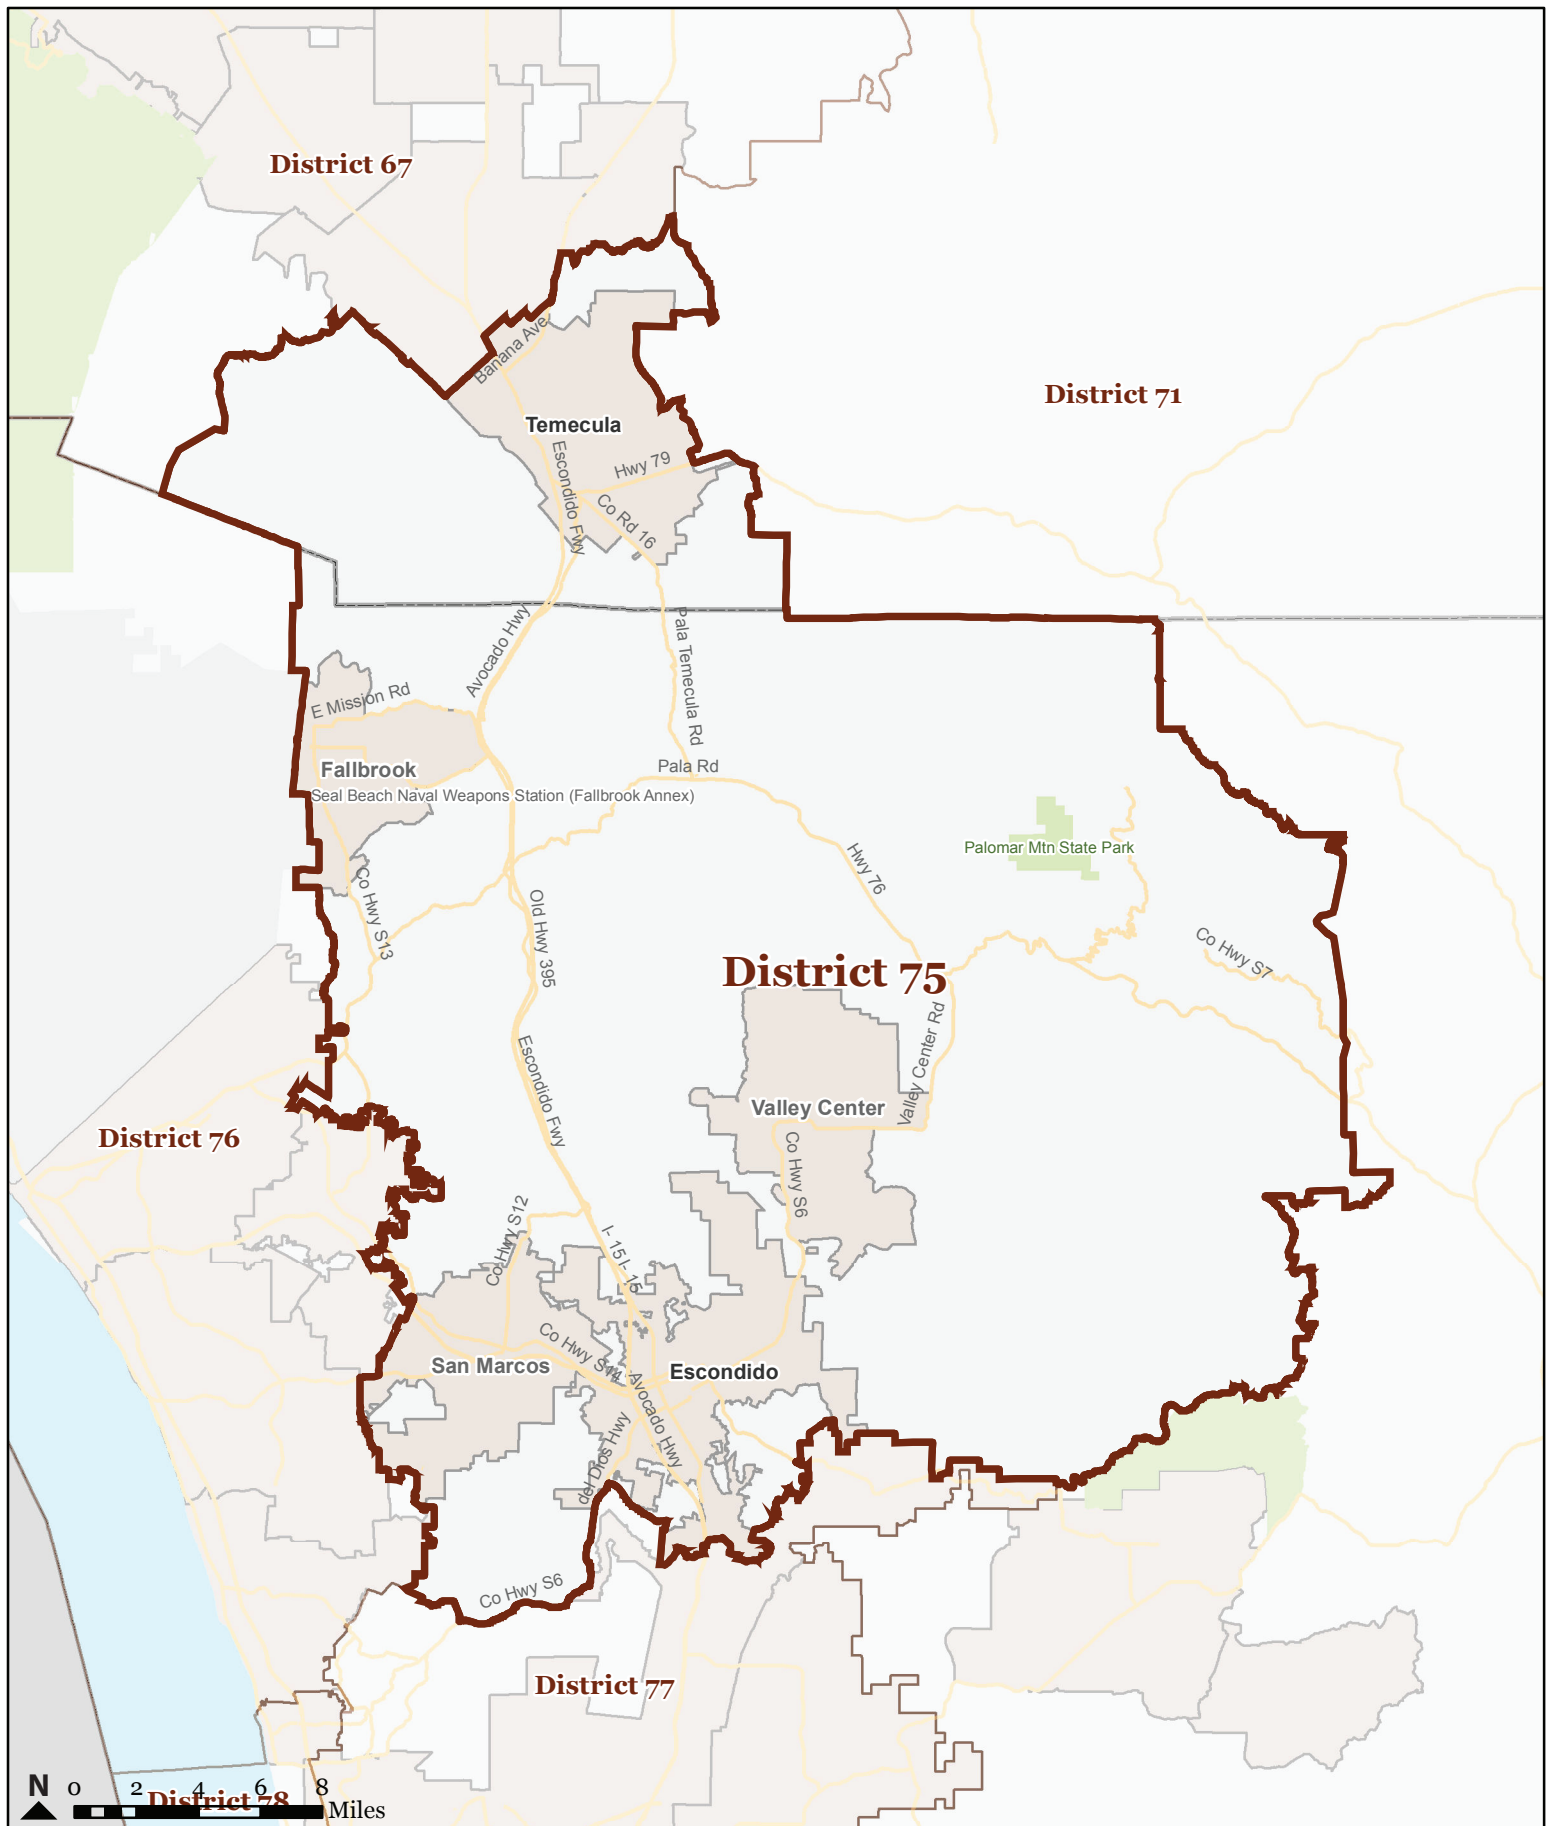 District 67
District 71
Banana Ave
Temecula
Escondido Fwy
Hwy 79
Co Rd 16
Avocado Hwy
Pala Temecula Rd
E Mission Rd
Fallbrook
Pala Rd
Seal Beach Naval Weapons Station (Fallbrook Annex)
Palomar Mtn State Park
Hwy 76
Co Hwy S13
Old Hwy 395
Co Hwy S7
District 75
Valley Center Rd
Escondido Fwy
Valley Center
District 76
Co Hwy S6
Co Hwy S12
I- 15
I- 15
Co Hwy S14
San Marcos
Escondido
Avocado Hwy
del Dios Hwy
Co Hwy S6
District 77
N
0 2 4 6 8
Miles
District 78